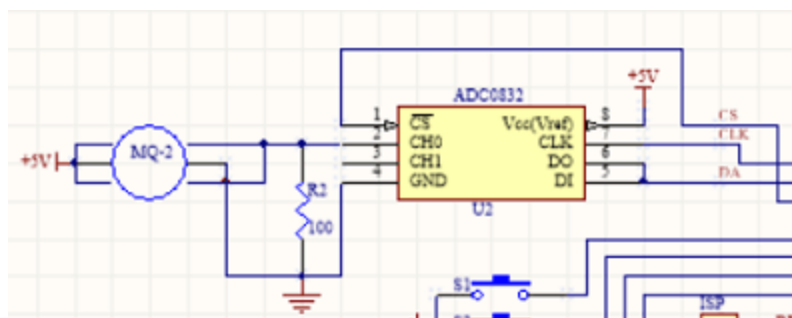 ADC0832
+5V
1
CS
Vcc(Vref)
8
CS
2
CH0
CLK
7
CLK
+5V
MQ-2
3
CH1
DO
6
4
GND
DI
5
DA
R2
100
U2
S1
ISP